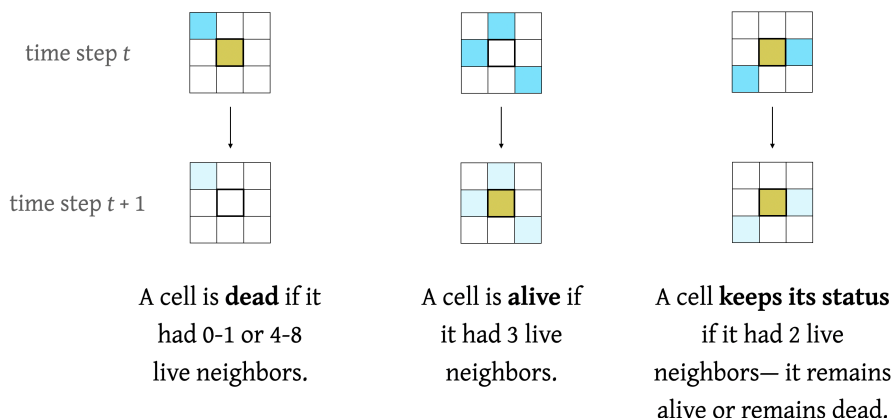 time step t
time step t + 1
A cell is dead if it
had 0-1 or 4-8
live neighbors.
A cell is alive if
it had 3 live
neighbors.
A cell keeps its status
if it had 2 live
neighbors— it remains
alive or remains dead.